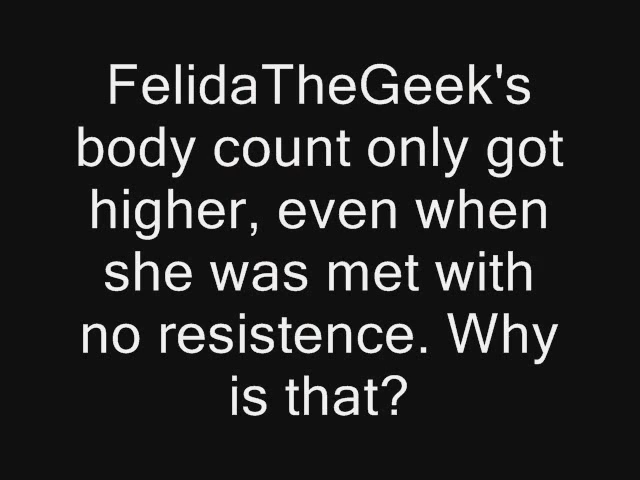 FelidaTheGeek's
body count only got
higher, even when
she was met with
no resistence. Why
is that?